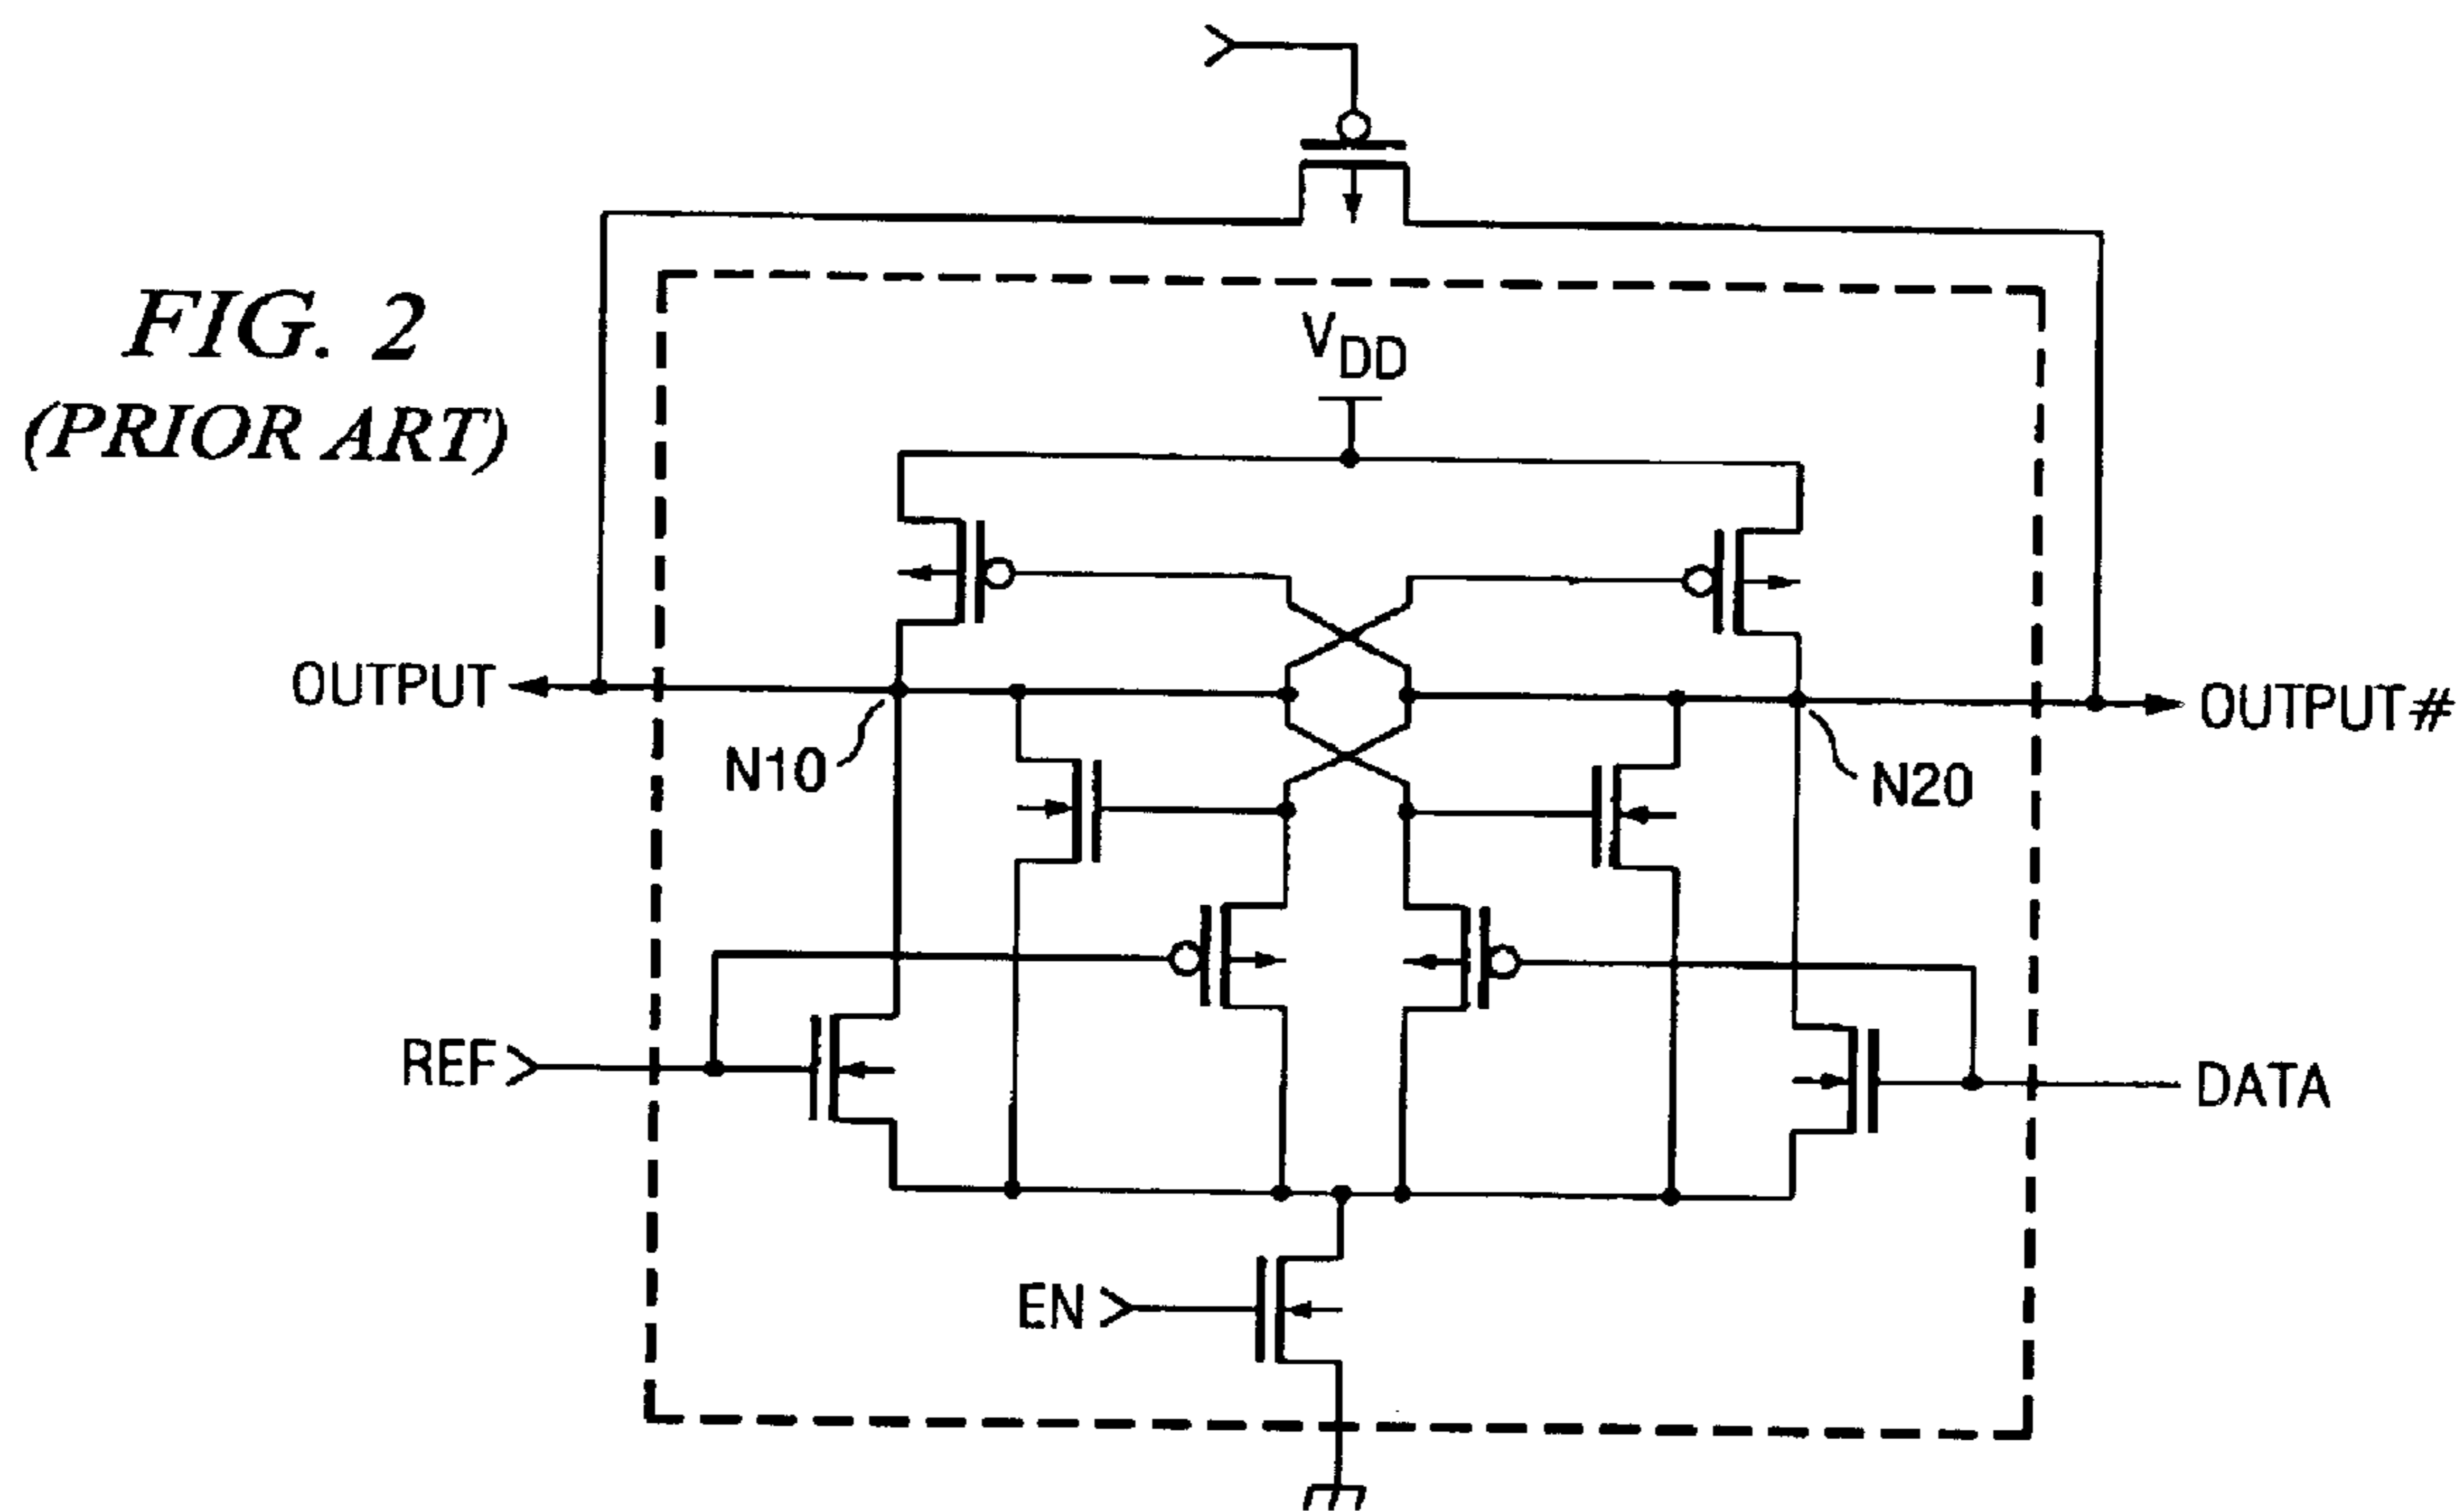 FIG. 2
(PRIOR ART)
VDD
OUTPUT
OUTPUT#
N10
N20
REF
DATA
EN